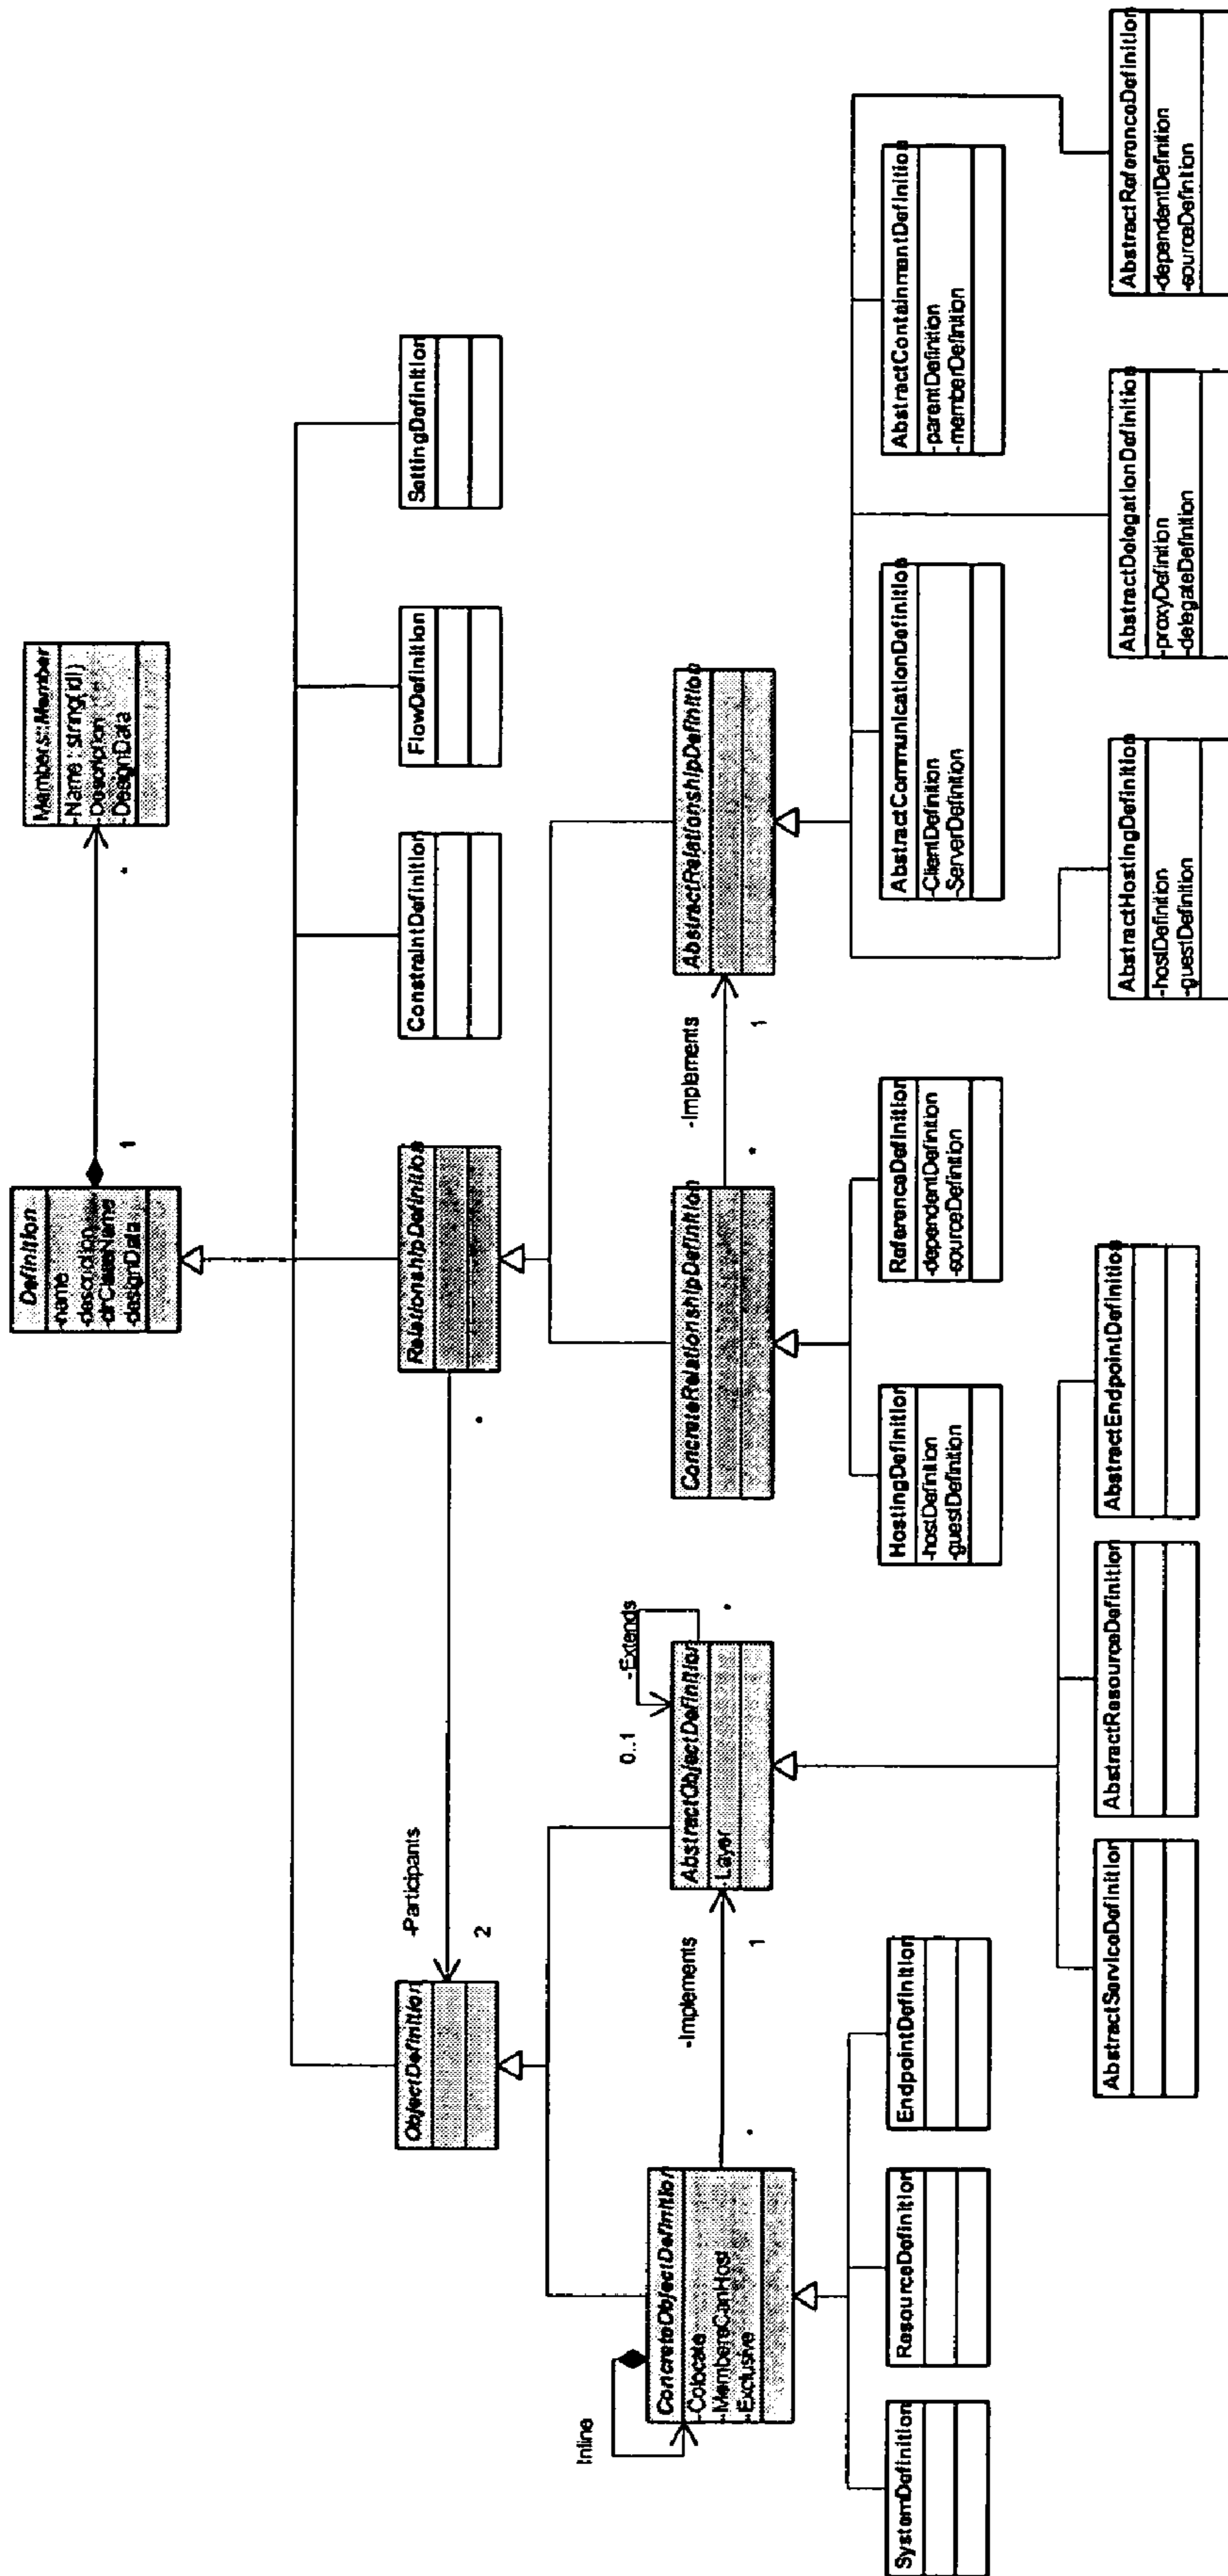 Definition
-name
-description
-clrClassName
-designData
1
*
Members::Member
-Name : string(idl)
-Description
-DesignData
ObjectDefinition
-Participants
2
*
RelationshipDefinition
ConstraintDefinition
FlowDefinition
SettingDefinition
Inline
ConcreteObjectDefinition
-Colocate
-MembersCanHost
-Exclusive
-Implements
*
1
AbstractObjectDefinition
-Layer
-Extends
0..1
*
ConcreteRelationshipDefinition
-Implements
*
1
AbstractRelationshipDefinition
SystemDefinition
ResourceDefinition
EndpointDefinition
HostingDefinition
-hostDefinition
-guestDefinition
ReferenceDefinition
-dependentDefinition
-sourceDefinition
AbstractCommunicationDefinition
-ClientDefinition
ServerDefinition
AbstractContainmentDefinition
-parentDefinition
-memberDefinition
AbstractServiceDefinition
AbstractResourceDefinition
AbstractEndpointDefinition
AbstractHostingDefinition
-hostDefinition
-guestDefinition
AbstractDelegationDefinition
-proxyDefinition
-delegateDefinition
AbstractReferenceDefinition
-dependentDefinition
-sourceDefinition